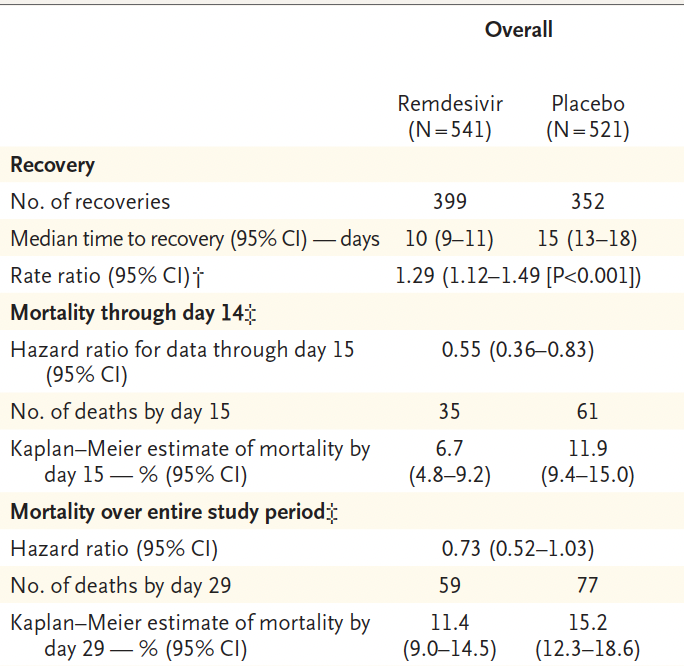 Overall
Remdesivir Placebo
(N=541) (N=521)
Recovery
No. of recoveries 399 352
Median time to recovery (95% CI) — days 10 (9–11) 15 (13–18)
Rate ratio (95% CI)† 1.29 (1.12–1.49 [P<0.001])
Mortality through day 14‡
Hazard ratio for data through day 15 0.55 (0.36–0.83)
(95% CI)
No. of deaths by day 15 35 61
Kaplan–Meier estimate of mortality by 6.7 11.9
day 15 — % (95% CI) (4.8–9.2) (9.4–15.0)
Mortality over entire study period‡
Hazard ratio (95% CI) 0.73 (0.52–1.03)
No. of deaths by day 29 59 77
Kaplan–Meier estimate of mortality by 11.4 15.2
day 29 — % (95% CI) (9.0–14.5) (12.3–18.6)